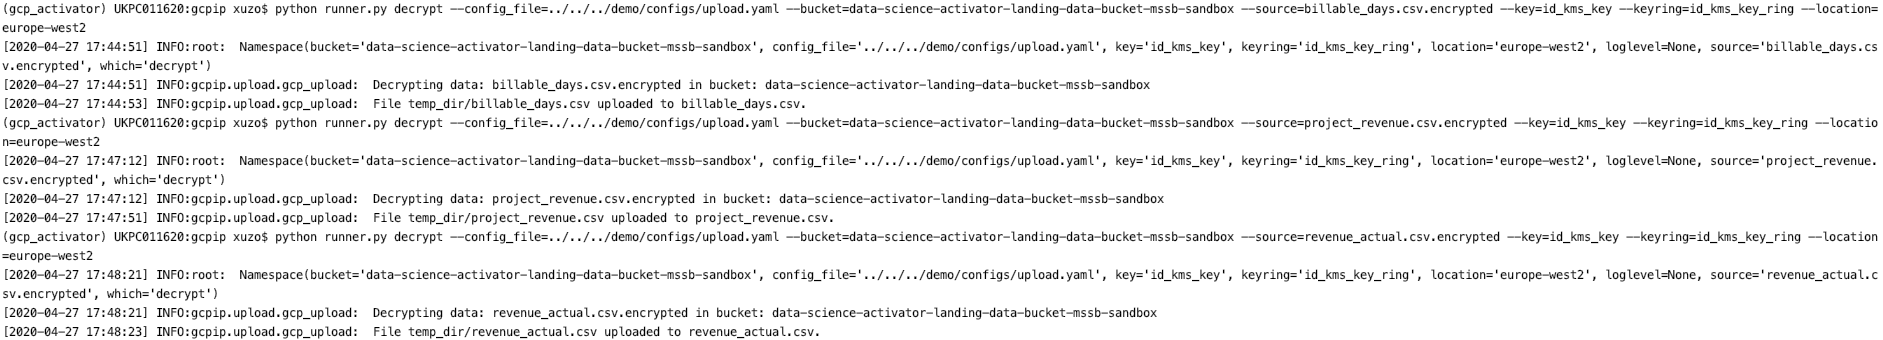 (gcp_activator) UKPC011620:gcpip xuzo$ python runner.py decrypt --config_file=../../../demo/configs/upload.yaml --bucket=data-science-activator-landing-data-bucket-mssb-sandbox --source=billable_days.csv.encrypted --key=id_kms_key --keyring=id_kms_key_ring --location=
europe-west2
[2020-04-27 17:44:51] INFO:root:  Namespace(bucket='data-science-activator-landing-data-bucket-mssb-sandbox', config_file='../../../demo/configs/upload.yaml', key='id_kms_key', keyring='id_kms_key_ring', location='europe-west2', loglevel=None, source='billable_days.cs
v.encrypted', which='decrypt')
[2020-04-27 17:44:51] INFO:gcpip.upload.gcp_upload:  Decrypting data: billable_days.csv.encrypted in bucket: data-science-activator-landing-data-bucket-mssb-sandbox
[2020-04-27 17:44:53] INFO:gcpip.upload.gcp_upload:  File temp_dir/billable_days.csv uploaded to billable_days.csv.
(gcp_activator) UKPC011620:gcpip xuzo$ python runner.py decrypt --config_file=../../../demo/configs/upload.yaml --bucket=data-science-activator-landing-data-bucket-mssb-sandbox --source=project_revenue.csv.encrypted --key=id_kms_key --keyring=id_kms_key_ring --locatio
n=europe-west2
[2020-04-27 17:47:12] INFO:root:  Namespace(bucket='data-science-activator-landing-data-bucket-mssb-sandbox', config_file='../../../demo/configs/upload.yaml', key='id_kms_key', keyring='id_kms_key_ring', location='europe-west2', loglevel=None, source='project_revenue.
csv.encrypted', which='decrypt')
[2020-04-27 17:47:12] INFO:gcpip.upload.gcp_upload:  Decrypting data: project_revenue.csv.encrypted in bucket: data-science-activator-landing-data-bucket-mssb-sandbox
[2020-04-27 17:47:51] INFO:gcpip.upload.gcp_upload:  File temp_dir/project_revenue.csv uploaded to project_revenue.csv.
(gcp_activator) UKPC011620:gcpip xuzo$ python runner.py decrypt --config_file=../../../demo/configs/upload.yaml --bucket=data-science-activator-landing-data-bucket-mssb-sandbox --source=revenue_actual.csv.encrypted --key=id_kms_key --keyring=id_kms_key_ring --location
=europe-west2
[2020-04-27 17:48:21] INFO:root:  Namespace(bucket='data-science-activator-landing-data-bucket-mssb-sandbox', config_file='../../../demo/configs/upload.yaml', key='id_kms_key', keyring='id_kms_key_ring', location='europe-west2', loglevel=None, source='revenue_actual.c
sv.encrypted', which='decrypt')
[2020-04-27 17:48:21] INFO:gcpip.upload.gcp_upload:  Decrypting data: revenue_actual.csv.encrypted in bucket: data-science-activator-landing-data-bucket-mssb-sandbox
[2020-04-27 17:48:23] INFO:gcpip.upload.gcp_upload:  File temp_dir/revenue_actual.csv uploaded to revenue_actual.csv.